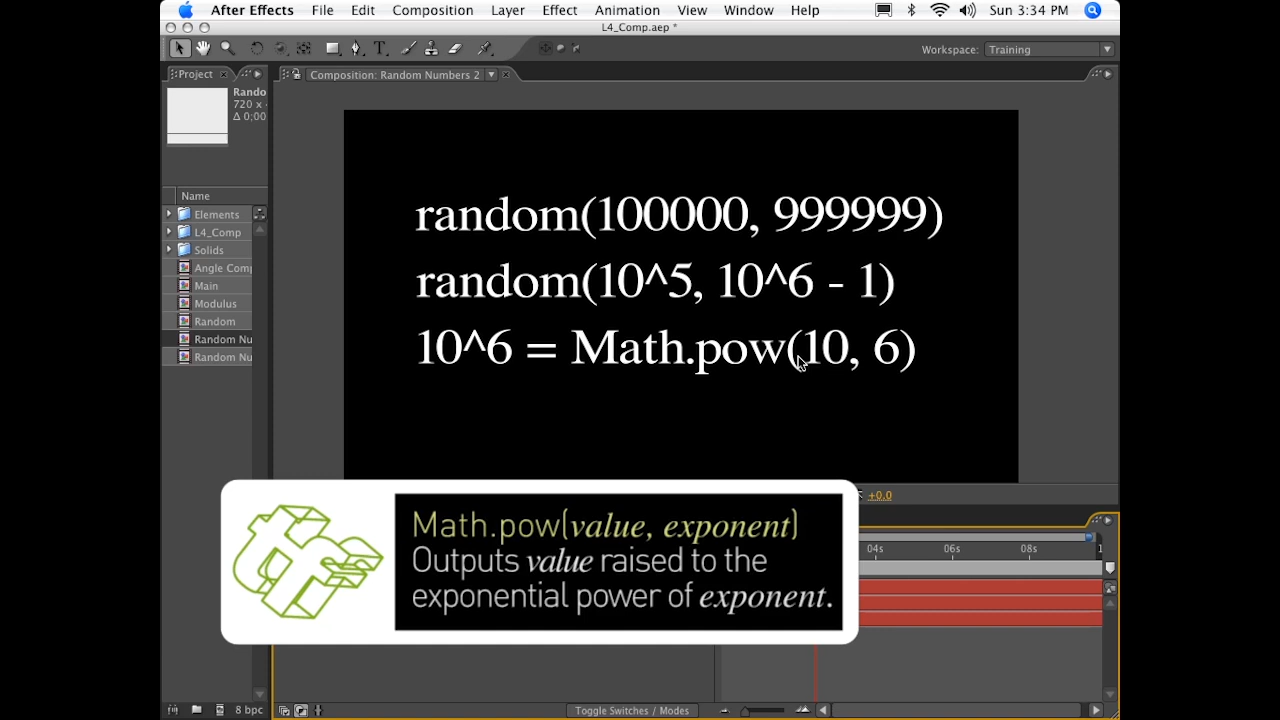 After Effects File Edit Composition Layer Effect Animation View Window Help Sun 3:34 PM
L4_Comp.aep *
Workspace: Training
Project
Composition: Random Numbers 2
Rando
720 x
Δ 0;00
Name
Elements
L4_Comp
Solids
Angle Comp
Main
Modulus
Random
Random Nu
Random Nu
random(100000, 999999)
random(10^5, 10^6 - 1)
10^6 = Math.pow(10, 6)
+0.0
Math.pow(value, exponent)
Outputs value raised to the
exponential power of exponent.
04s 06s 08s 1
8 bpc
Toggle Switches / Modes